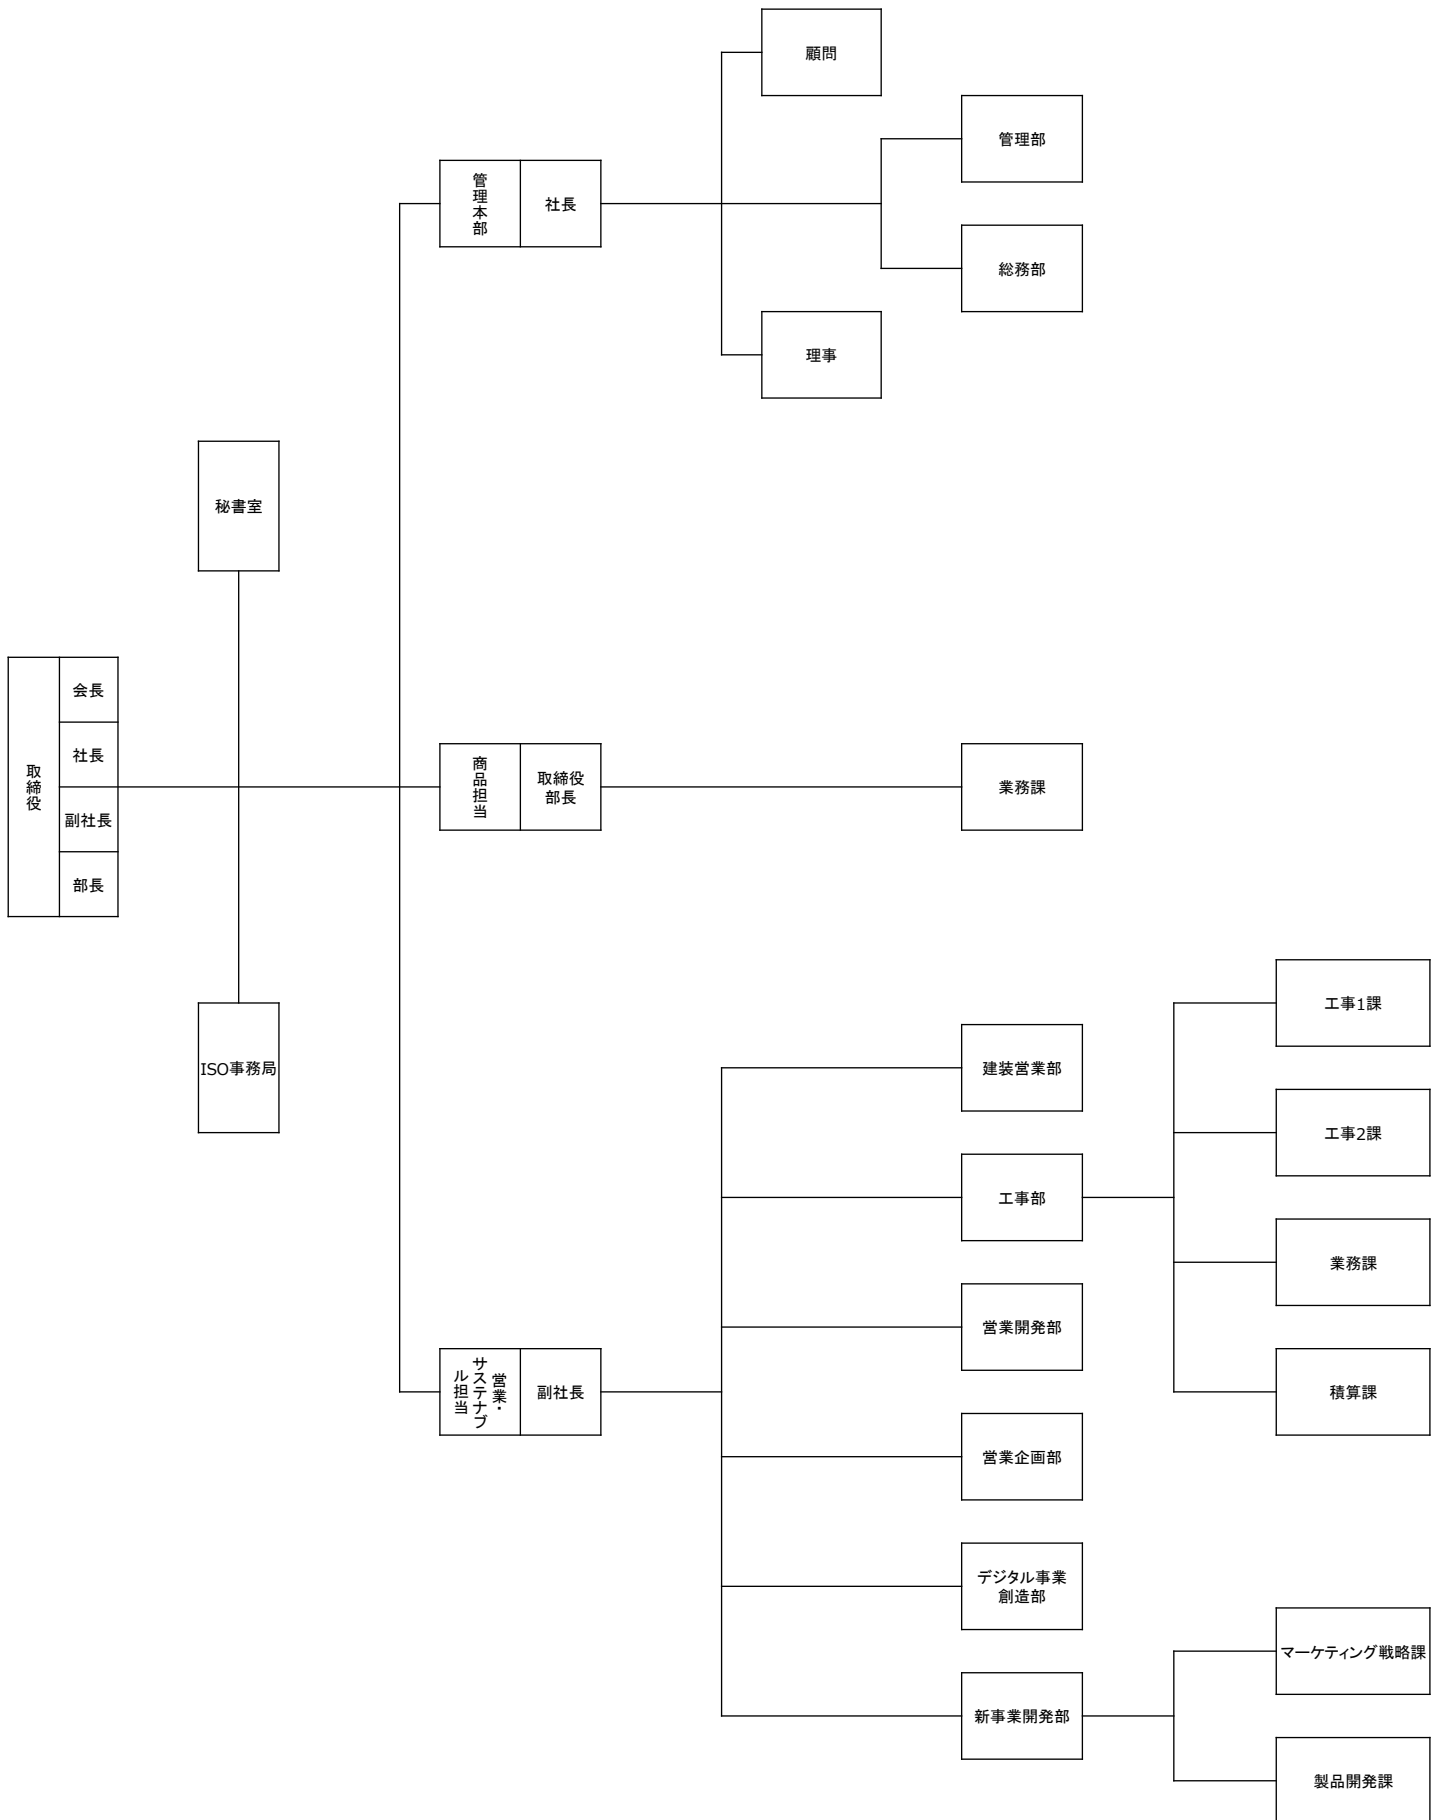 顧問
管理部
管理本部
社長
総務部
理事
秘書室
取締役
会長
社長
副社長
部長
商品担当
取締役
部長
業務課
ISO事務局
工事1課
建装営業部
工事2課
工事部
業務課
営業開発部
営業・
サステナブ
ル担当
副社長
積算課
営業企画部
デジタル事業
創造部
マーケティング戦略課
新事業開発部
製品開発課